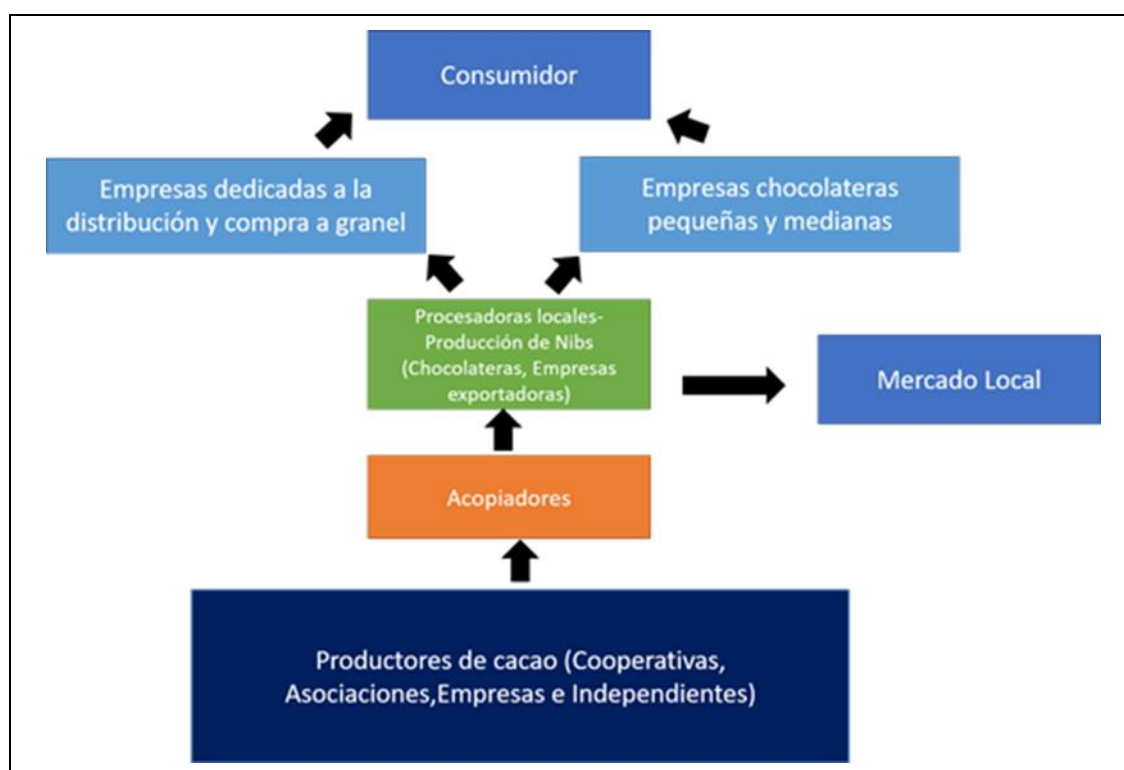 Consumidor
Empresas dedicadas a la
distribución y compra a granel
Empresas chocolateras
pequeñas y medianas
Procesadoras locales-
Producción de Nibs
(Chocolateras, Empresas
exportadoras)
Mercado Local
Acopiadores
Productores de cacao (Cooperativas,
Asociaciones,Empresas e Independientes)